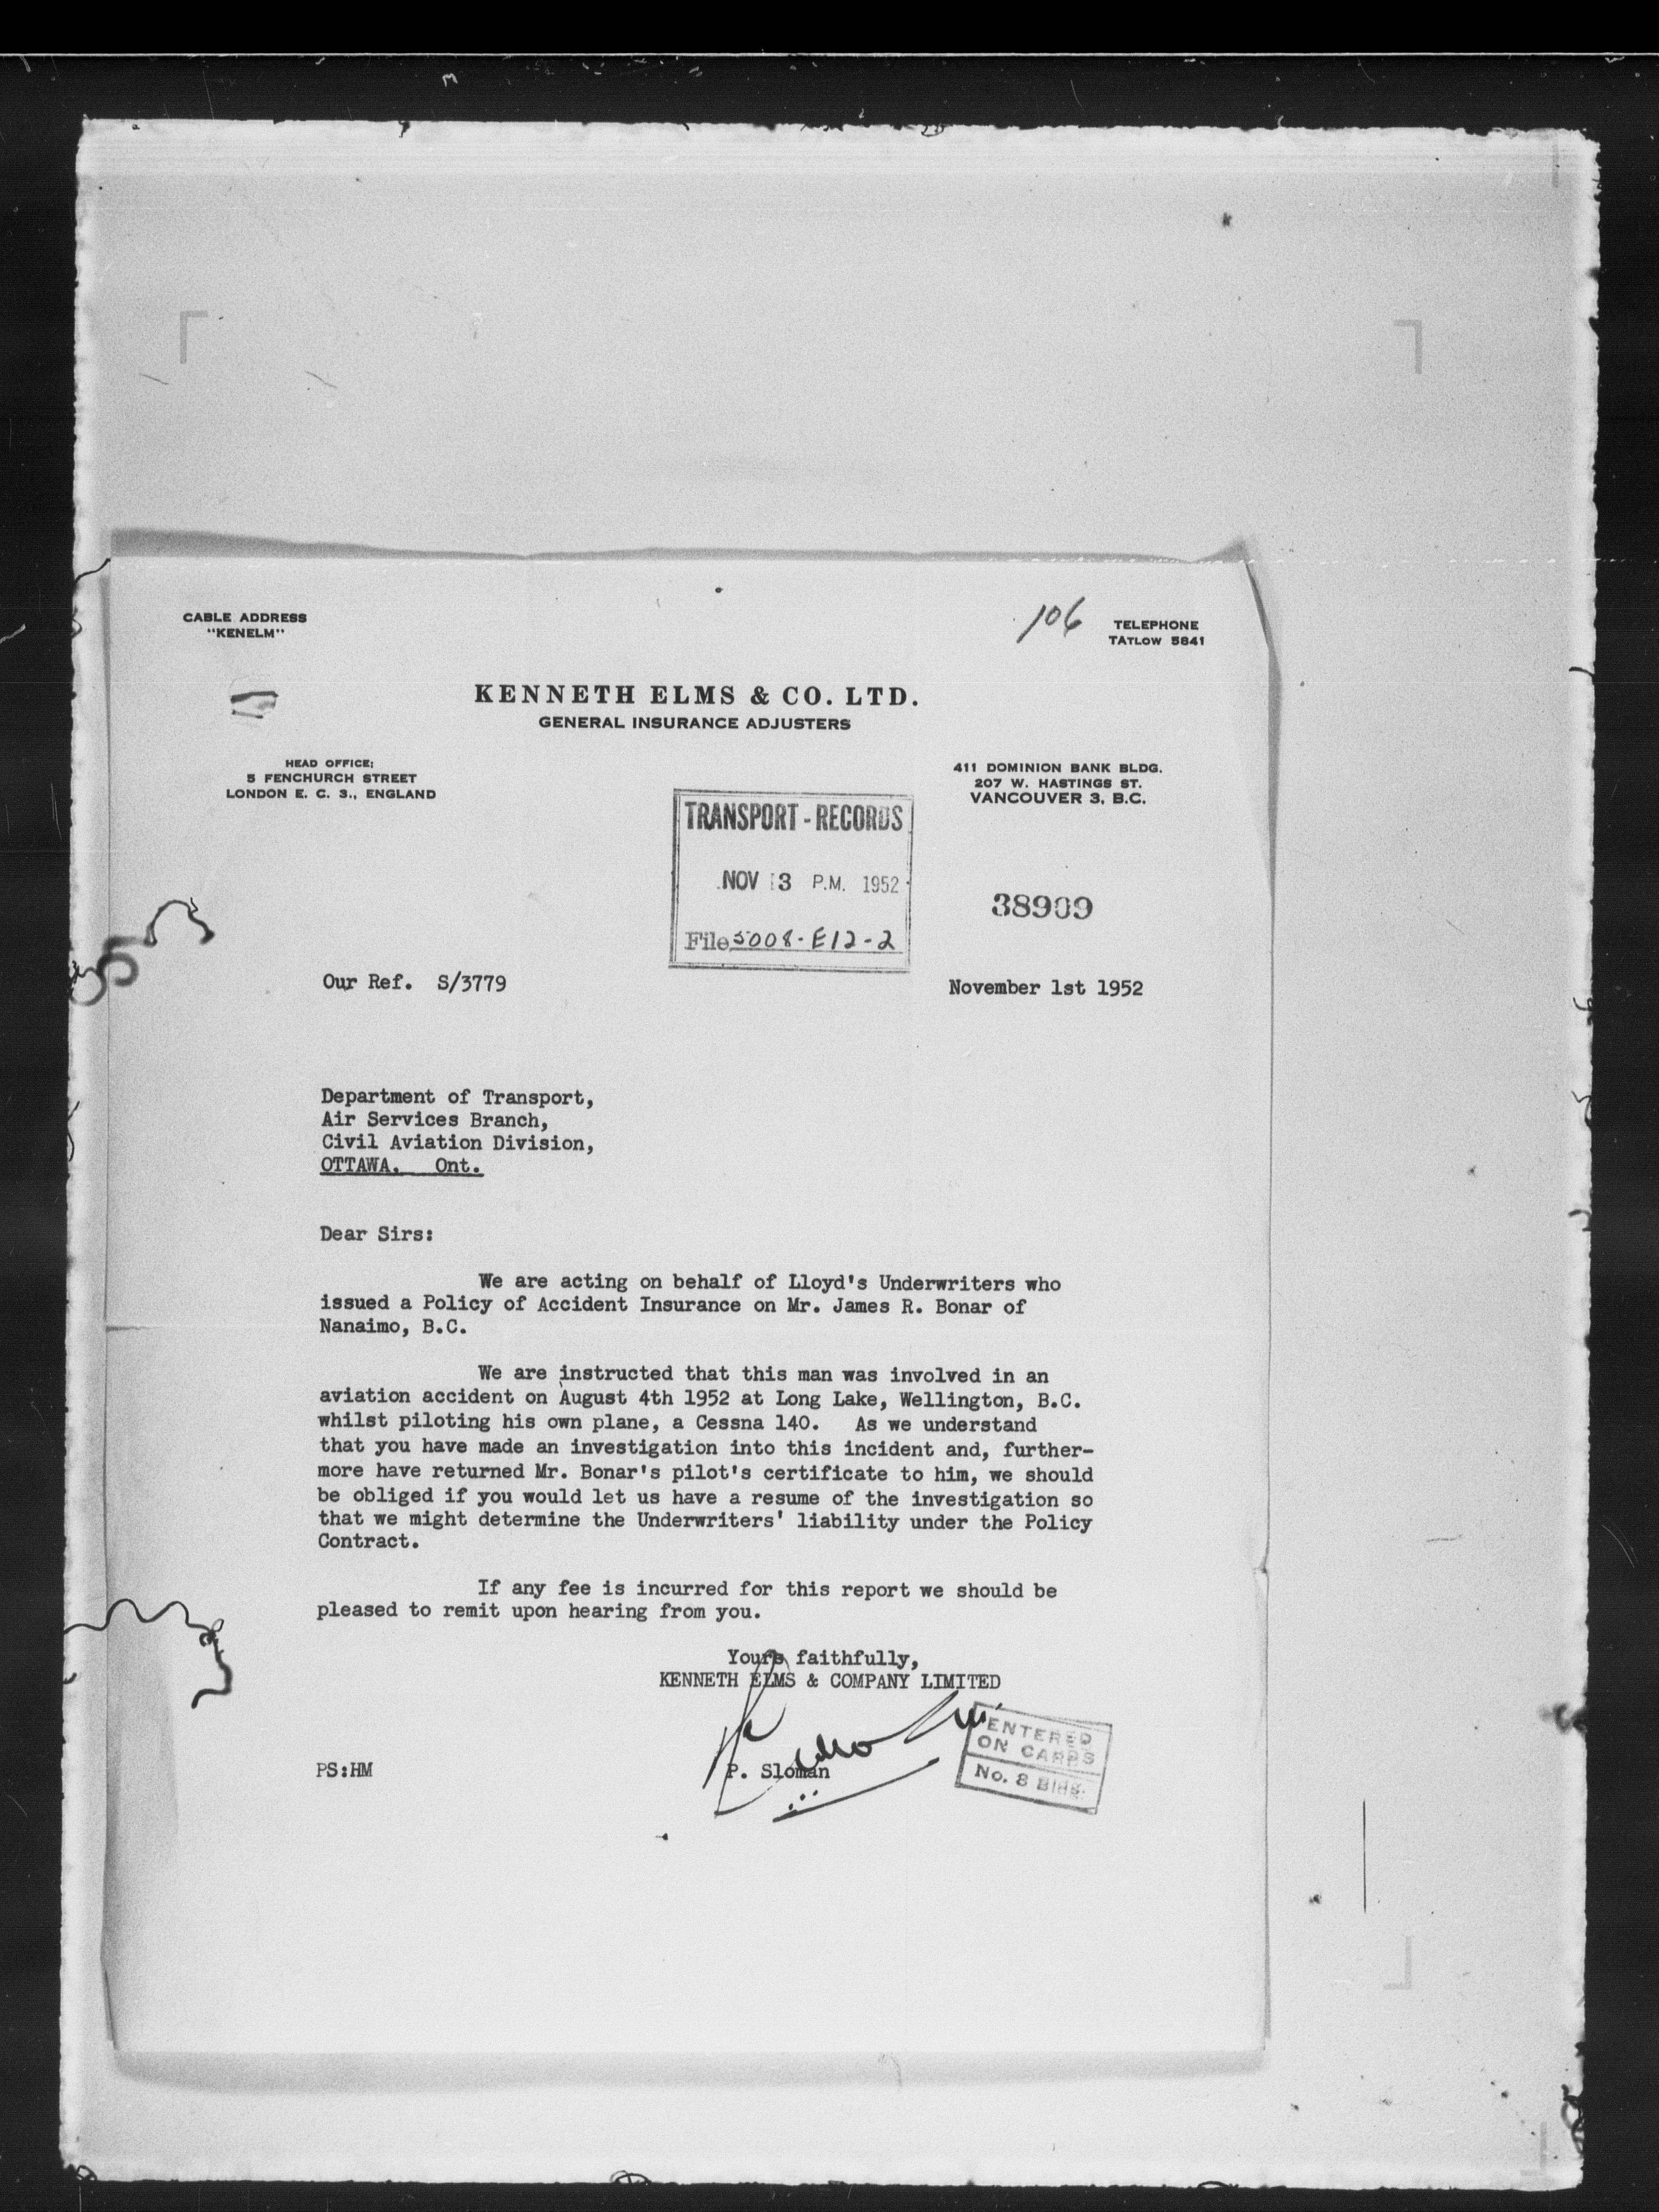 CABLE ADDRESS
"KENELM"
106
TELEPHONE
TATLOW 5841
KENNETH ELMS & CO. LTD.
GENERAL INSURANCE ADJUSTERS
HEAD OFFICE;
5 FENCHURCH STREET
LONDON E. C. 3., ENGLAND
411 DOMINION BANK BLDG.
207 W. HASTINGS ST.
VANCOUVER 3, B.C.
TRANSPORT - RECORDS
NOV 3 P.M. 1952
File 5008-E12-2
38909
Our Ref. S/3779
November 1st 1952
Department of Transport,
Air Services Branch,
Civil Aviation Division,
OTTAWA. Ont.
Dear Sirs:
We are acting on behalf of Lloyd's Underwriters who
issued a Policy of Accident Insurance on Mr. James R. Bonar of
Nanaimo, B.C.
We are instructed that this man was involved in an
aviation accident on August 4th 1952 at Long Lake, Wellington, B.C.
whilst piloting his own plane, a Cessna 140. As we understand
that you have made an investigation into this incident and, further-
more have returned Mr. Bonar's pilot's certificate to him, we should
be obliged if you would let us have a resume of the investigation so
that we might determine the Underwriters' liability under the Policy
Contract.
If any fee is incurred for this report we should be
pleased to remit upon hearing from you.
Yours faithfully,
KENNETH ELMS & COMPANY LIMITED
PS:HM
P. Sloman
ENTERED
ON CARDS
No. 8 Bldg.